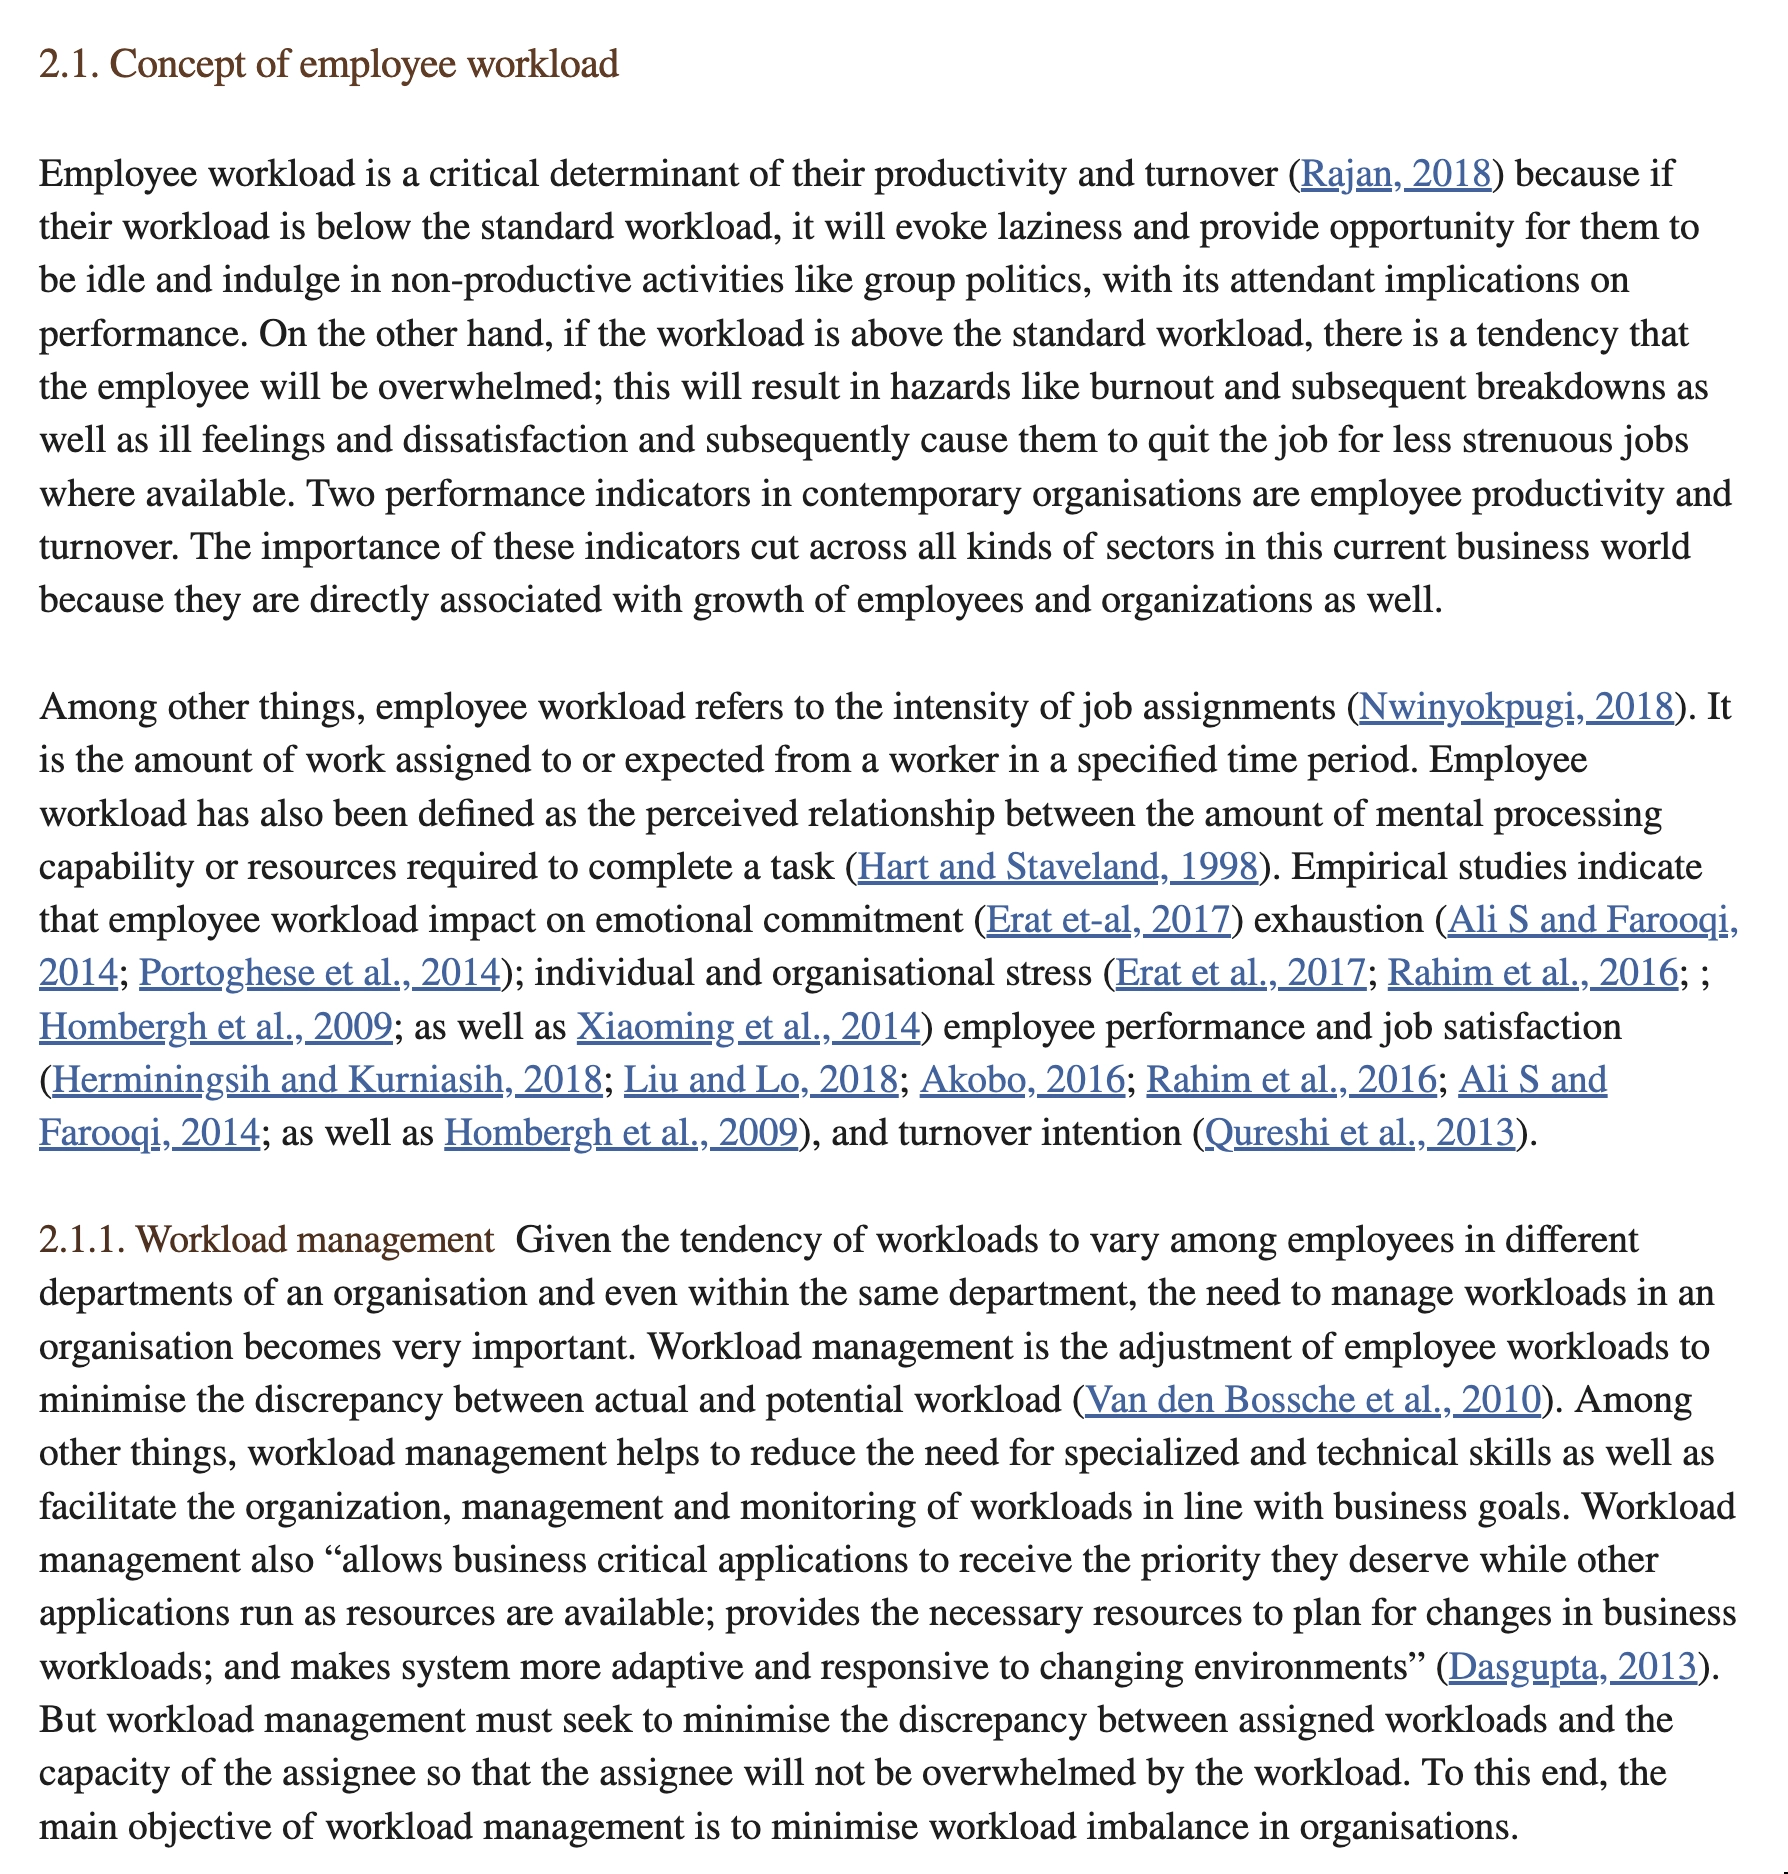 2.1. Concept of employee workload
Employee workload is a critical determinant of their productivity and turnover (Rajan, 2018) because if
their workload is below the standard workload, it will evoke laziness and provide opportunity for them to
be idle and indulge in non-productive activities like group politics, with its attendant implications on
performance. On the other hand, if the workload is above the standard workload, there is a tendency that
the employee will be overwhelmed; this will result in hazards like burnout and subsequent breakdowns as
well as ill feelings and dissatisfaction and subsequently cause them to quit the job for less strenuous jobs
where available. Two performance indicators in contemporary organisations are employee productivity and
turnover. The importance of these indicators cut across all kinds of sectors in this current business world
because they are directly associated with growth of employees and organizations as well.
Among other things, employee workload refers to the intensity of job assignments (Nwinyokpugi, 2018). It
is the amount of work assigned to or expected from a worker in a specified time period. Employee
workload has also been defined as the perceived relationship between the amount of mental processing
capability or resources required to complete a task (Hart and Staveland, 1998). Empirical studies indicate
that employee workload impact on emotional commitment (Erat et-al, 2017) exhaustion (Ali S and Farooqi,
2014; Portoghese et al., 2014); individual and organisational stress (Erat et al., 2017; Rahim et al., 2016; ;
Hombergh et al., 2009; as well as Xiaoming et al., 2014) employee performance and job satisfaction
(Herminingsih and Kurniasih, 2018; Liu and Lo, 2018; Akobo, 2016; Rahim et al., 2016; Ali S and
Farooqi, 2014; as well as Hombergh et al., 2009), and turnover intention (Qureshi et al., 2013).
2.1.1. Workload management Given the tendency of workloads to vary among employees in different
departments of an organisation and even within the same department, the need to manage workloads in an
organisation becomes very important. Workload management is the adjustment of employee workloads to
minimise the discrepancy between actual and potential workload (Van den Bossche et al., 2010). Among
other things, workload management helps to reduce the need for specialized and technical skills as well as
facilitate the organization, management and monitoring of workloads in line with business goals. Workload
management also “allows business critical applications to receive the priority they deserve while other
applications run as resources are available; provides the necessary resources to plan for changes in business
workloads; and makes system more adaptive and responsive to changing environments” (Dasgupta, 2013).
But workload management must seek to minimise the discrepancy between assigned workloads and the
capacity of the assignee so that the assignee will not be overwhelmed by the workload. To this end, the
main objective of workload management is to minimise workload imbalance in organisations.